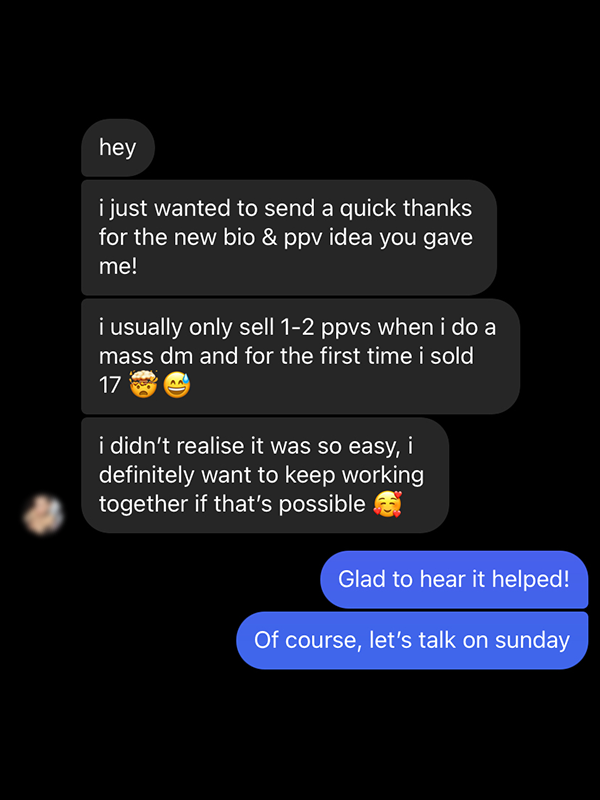 hey
i just wanted to send a quick thanks
for the new bio & ppv idea you gave
me!
i usually only sell 1-2 ppvs when i do a
mass dm and for the first time i sold
17 🤯😅
i didn’t realise it was so easy, i
definitely want to keep working
together if that’s possible 🥰
Glad to hear it helped!
Of course, let’s talk on sunday